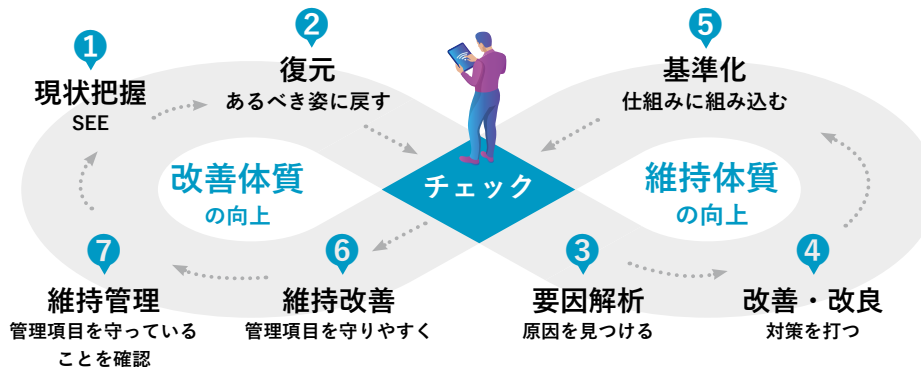 1
現状把握
SEE
2
復元
あるべき姿に戻す
5
基準化
仕組みに組み込む
改善体質
の向上
チェック
維持体質
の向上
7
維持管理
管理項目を守っている
ことを確認
6
維持改善
管理項目を守りやすく
3
要因解析
原因を見つける
4
改善・改良
対策を打つ